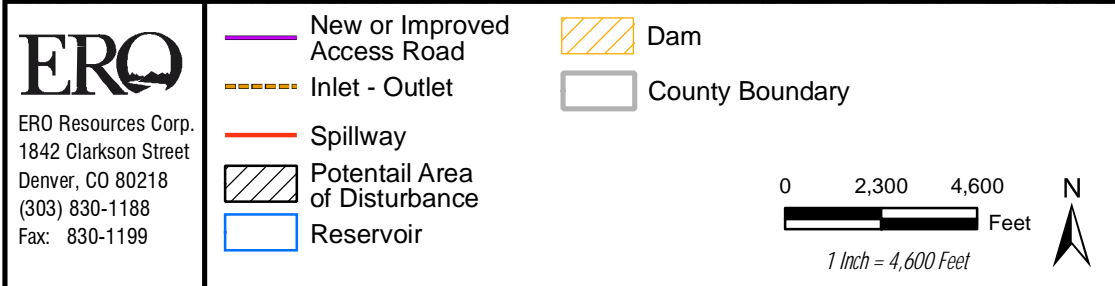 ERO
ERO Resources Corp.
1842 Clarkson Street
Denver, CO 80218
(303) 830-1188
Fax: 830-1199
New or Improved
Access Road
Inlet - Outlet
Spillway
Potentail Area
of Disturbance
Reservoir
Dam
County Boundary
0 2,300 4,600
Feet
1 Inch = 4,600 Feet
N